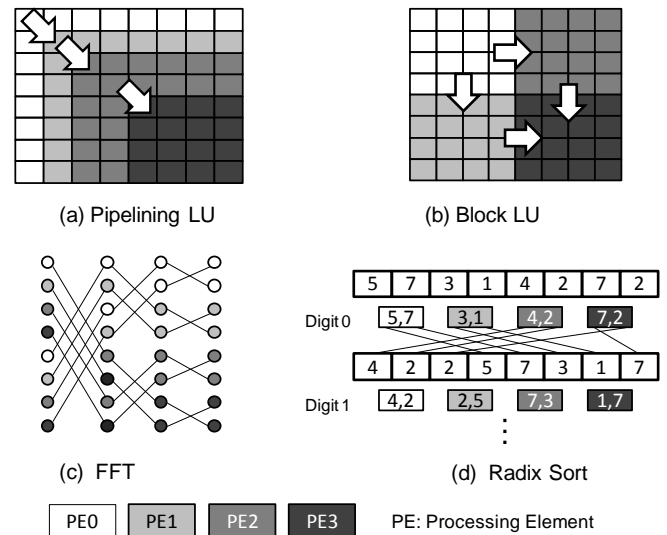 (a) Pipelining LU
(b) Block LU
5 7 3 1 4 2 7 2
Digit 0 5,7 3,1 4,2 7,2
4 2 2 5 7 3 1 7
Digit 1 4,2 2,5 7,3 1,7
(c) FFT
(d) Radix Sort
PE0 PE1 PE2 PE3 PE: Processing Element